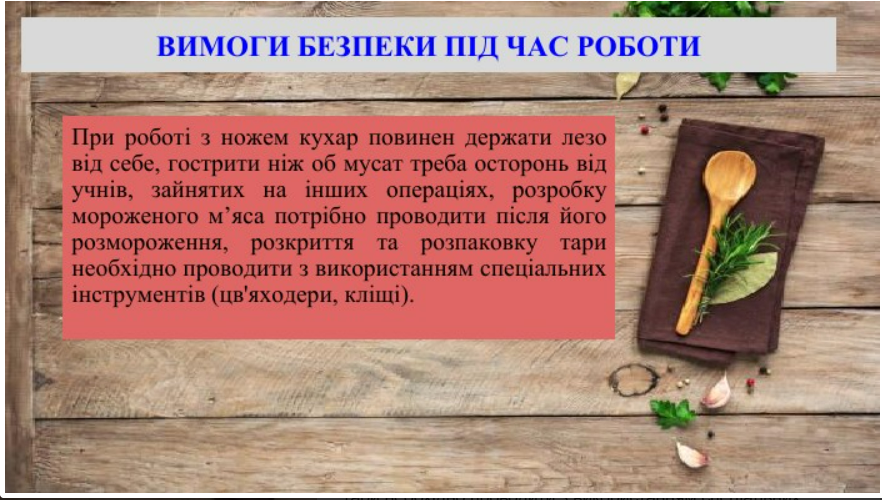 ВИМОГИ БЕЗПЕКИ ПІД ЧАС РОБОТИ
При роботі з ножем кухар повинен держати лезо
від себе, гострити ніж об мусат треба осторонь від
учнів, зайнятих на інших операціях, розробку
мороженого м’яса потрібно проводити після його
розмороження, розкриття та розпаковку тари
необхідно проводити з використанням спеціальних
інструментів (цв'яходери, кліщі).